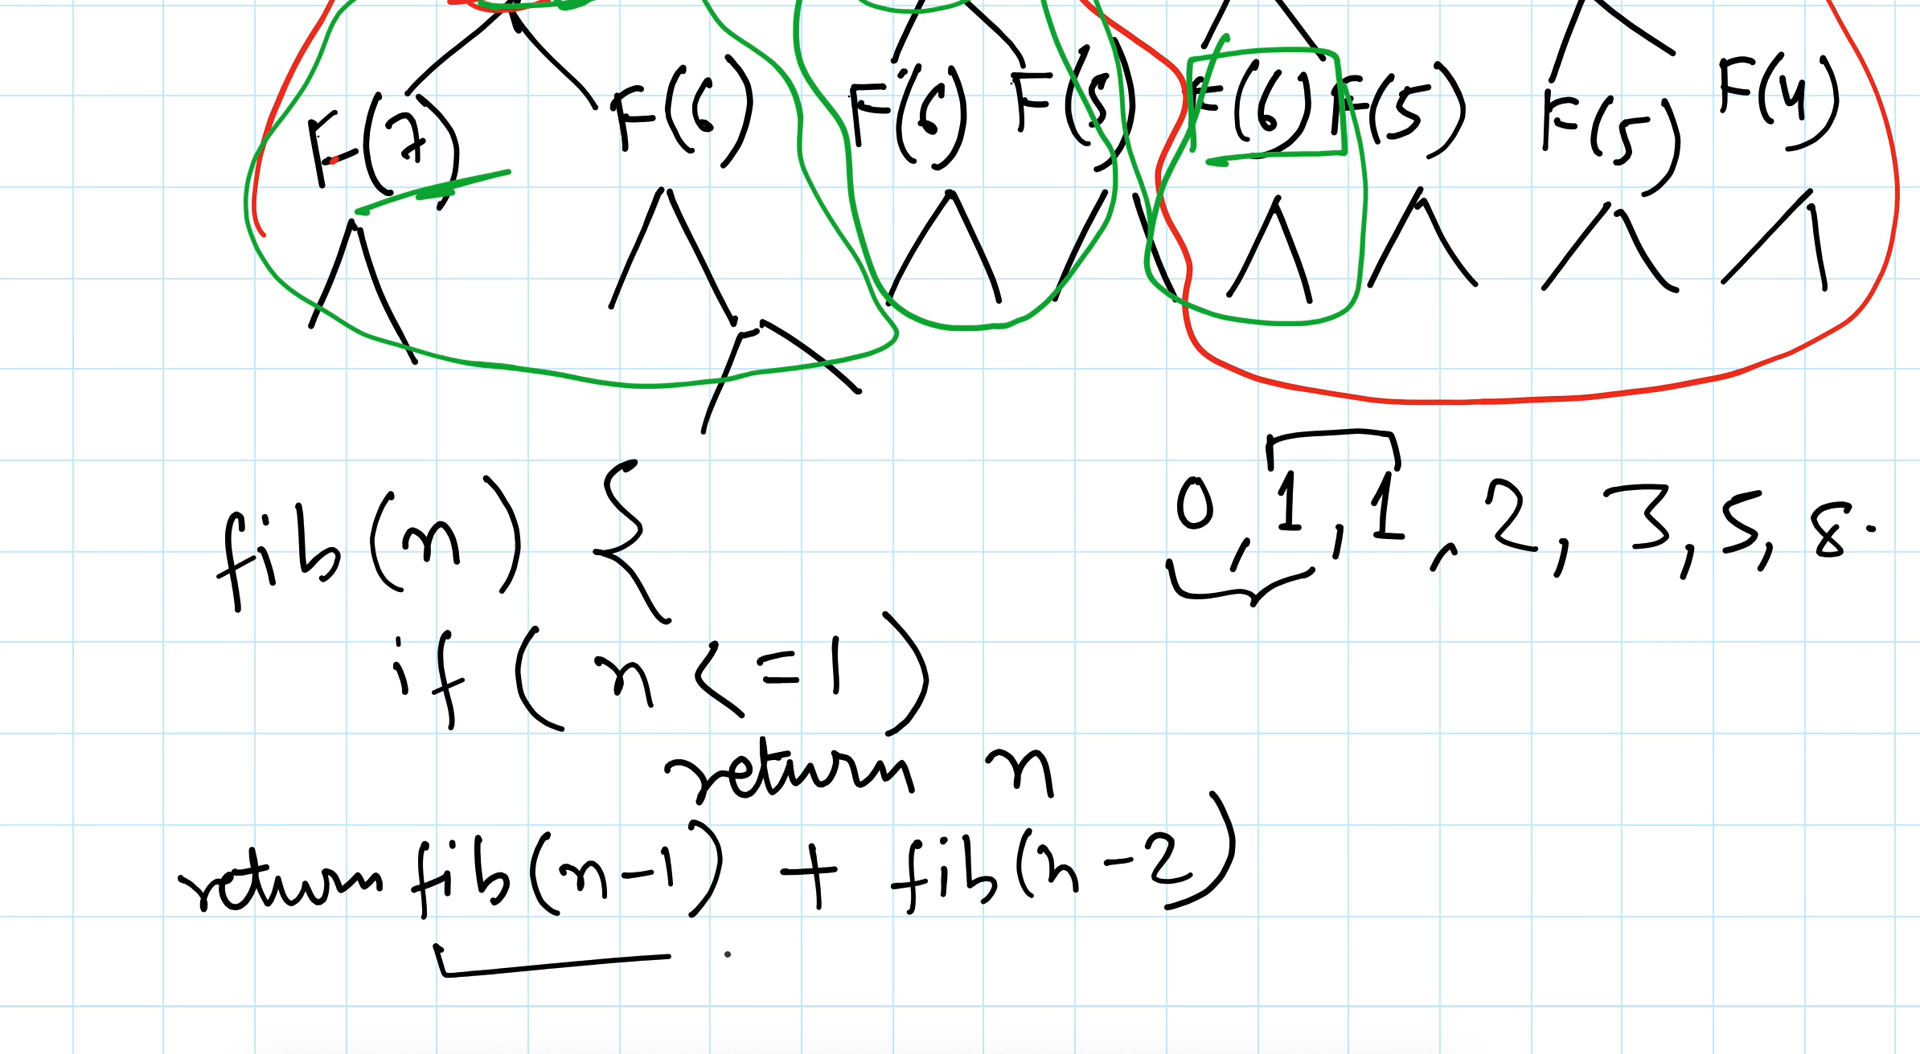 F(7) F(6) F(6) F(5) F(6) F(5) F(5) F(4)
0, 1, 1, 2, 3, 5, 8.
fib(n) {
if (n <= 1)
return n
return fib(n-1) + fib(n-2)